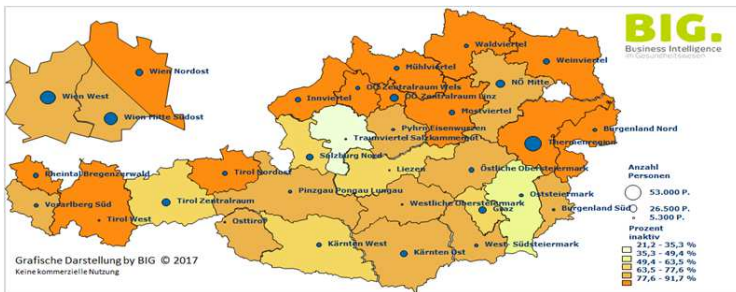 BIG.
Business Intelligence
im Gesundheitswesen
Waldviertel
Weinviertel
Wien Nordost
Mühlviertel
OÖ Zentralraum Wels
NÖ Mitte
Wien West
Innviertel
OÖ Zentralraum Linz
Wien Mitte Südost
Mostviertel
Pyhrn-Eisenwurzen
Burgenland Nord
Traunviertel Salzkammergut
Thermenregion
Salzburg Nord
Rheintal Bregenzerwald
Tirol Nordost
Liezen
Östliche Obersteiermark
Anzahl
Personen
Pinzgau Pongau Lungau
Oststeiermark
53.000 P.
Vorarlberg Süd
Tirol Zentralraum
Westliche Obersteiermark
Graz
Burgenland Süd
26.500 P.
Tirol West
5.300 P.
Osttirol
Prozent
inaktiv
Kärnten West
West- Südsteiermark
21,2 - 35,3 %
Kärnten Ost
35,3 - 49,4 %
49,4 - 63,5 %
Grafische Darstellung by BIG © 2017
63,5 - 77,6 %
Keine kommerzielle Nutzung
77,6 - 91,7 %